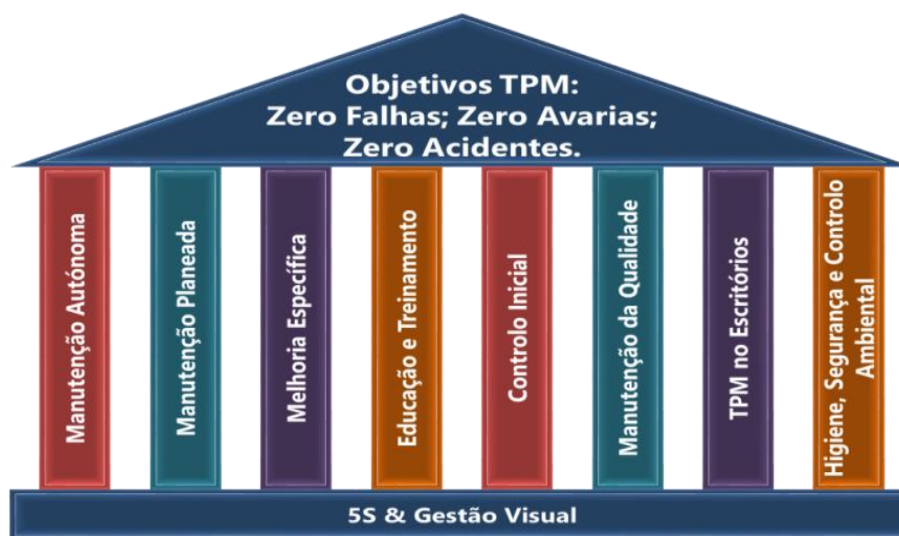 Objetivos TPM:
Zero Falhas; Zero Avarias;
Zero Acidentes.
Manutenção Autónoma
Manutenção Planeada
Melhoria Específica
Educação e Treinamento
Controlo Inicial
Manutenção da Qualidade
TPM no Escritórios
Higiene, Segurança e Controlo
Ambiental
5S & Gestão Visual